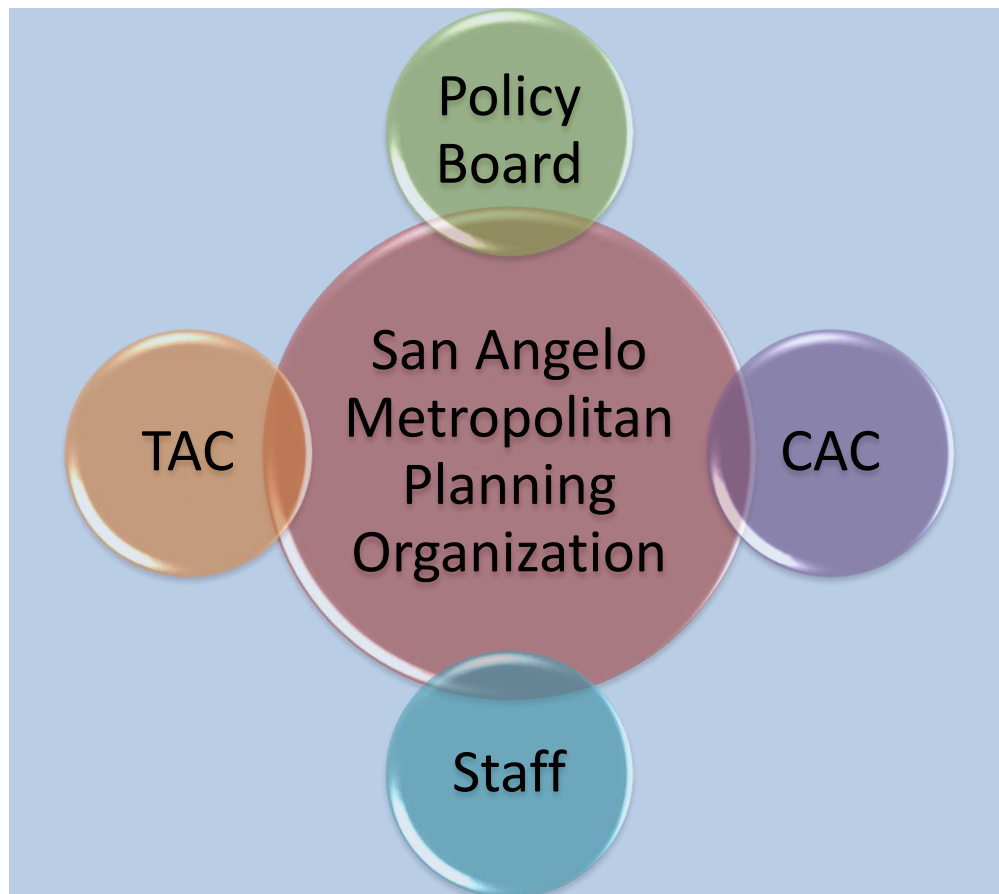 Policy
Board
San Angelo
Metropolitan
Planning
Organization
TAC
CAC
Staff